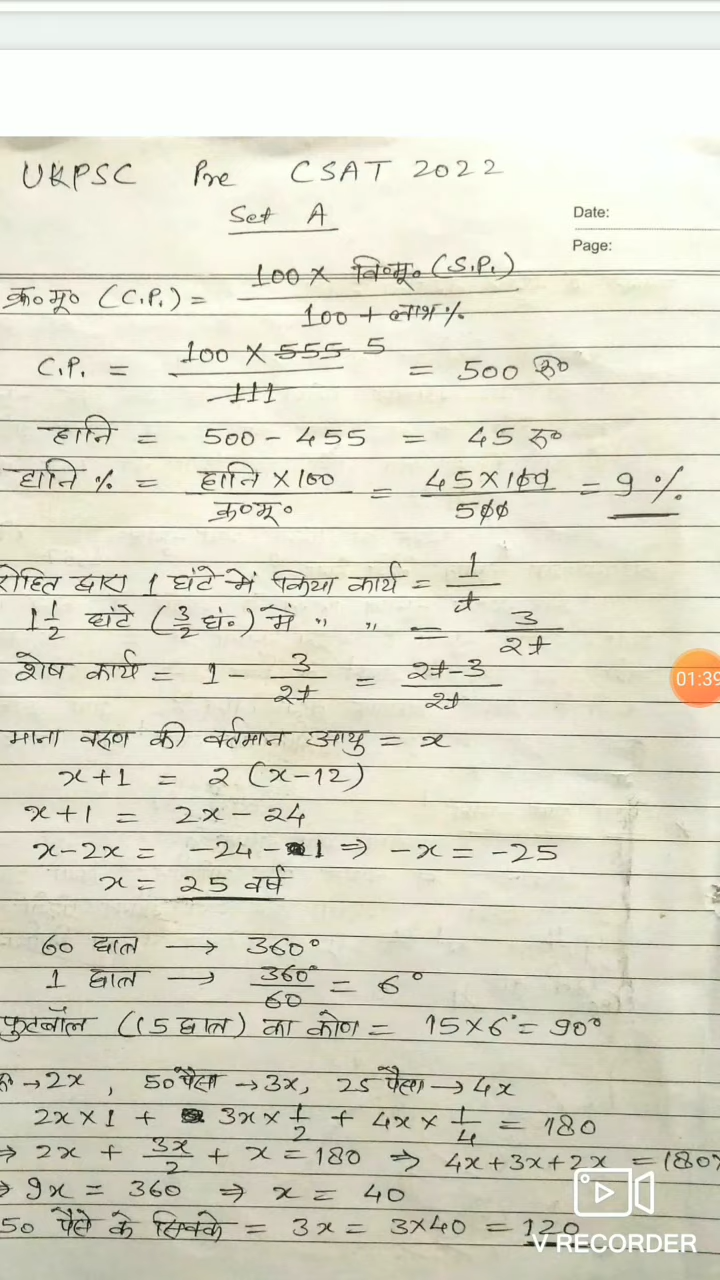 UKPSC Pre CSAT 2022
Set A
Date:
Page:
क्र०मू० (C.P.) = 100 x वि०मू० (S.P.) / 100 + लाभ %
C.P. = 100 X 555 5 / 111 = 500 रु०
हानि = 500 - 455 = 45 रु०
हानि % = हानि X 100 / क्र०मू० = 45 X 100 / 500 = 9 %
रोहित द्वारा 1 घंटे में किया कार्य = 1/t
1 1/2 घंटे (3/2 घं०) में " " = 3/2t
शेष कार्य = 1 - 3/2t = 2t-3/2t
01:39
माना वरुण की वर्तमान आयु = x
x+1 = 2 (x-12)
x+1 = 2x - 24
x-2x = -24-1 ⇒ -x = -25
x = 25 वर्ष
60 छात्र → 360°
1 छात्र → 360°/60 = 6°
फुटबॉल (15 छात्र) का कोण = 15X6° = 90°
→ 2x , 50 पैसा → 3x, 25 पैसा → 4x
2x x 1 + 3x x 1/2 + 4x x 1/4 = 180
⇒ 2x + 3x/2 + x = 180 ⇒ 4x+3x+2x = 180
⇒ 9x = 360 ⇒ x = 40
50 पैसे के सिक्के = 3x = 3X40 = 120
V RECORDER